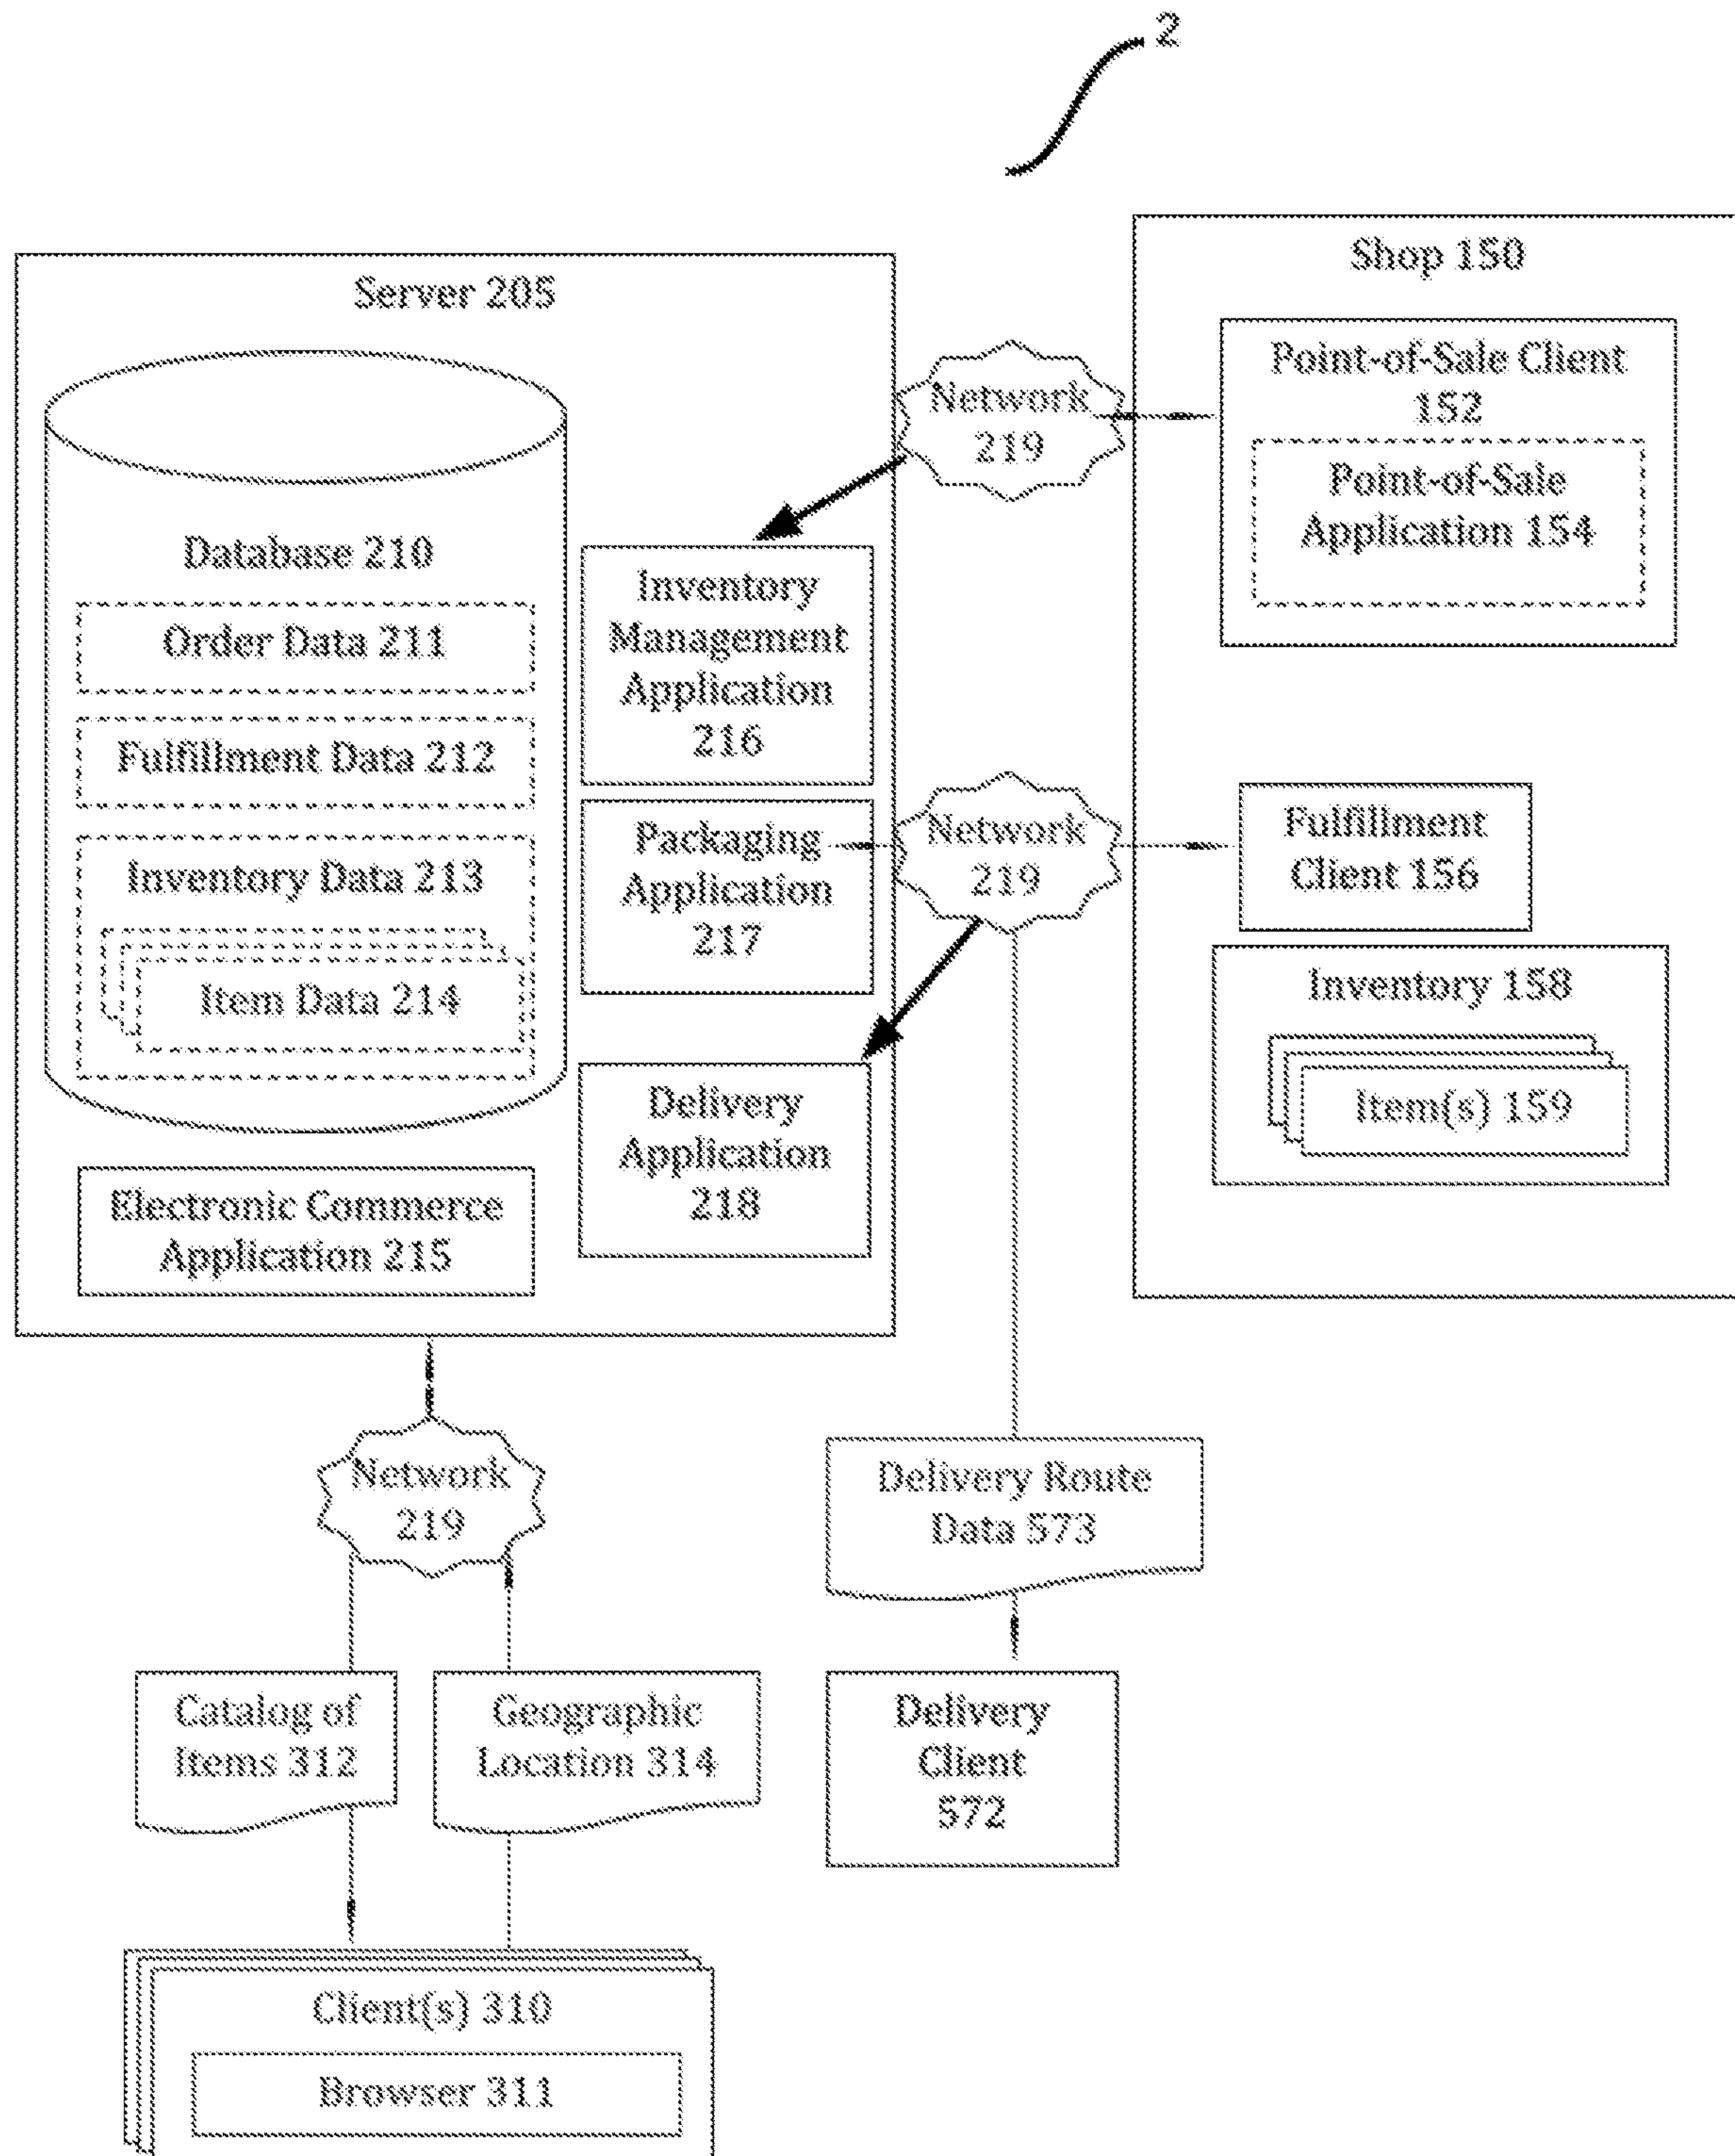 2
Server 205
Database 210
Order Data 211
Fulfillment Data 212
Inventory Data 213
Item Data 214
Electronic Commerce
Application 215
Inventory
Management
Application
216
Packaging
Application
217
Delivery
Application
218
Network
219
Network
219
Shop 150
Point-of-Sale Client
152
Point-of-Sale
Application 154
Fulfillment
Client 156
Inventory 158
Item(s) 159
Network
219
Delivery Route
Data 573
Catalog of
Items 312
Geographic
Location 314
Delivery
Client
572
Client(s) 310
Browser 311